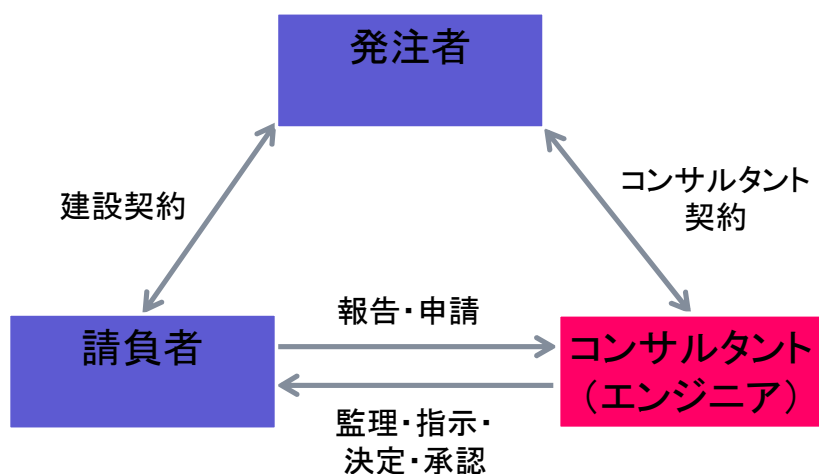 発注者
建設契約
コンサルタント
契約
報告・申請
請負者
コンサルタント
（エンジニア）
監理・指示・
決定・承認